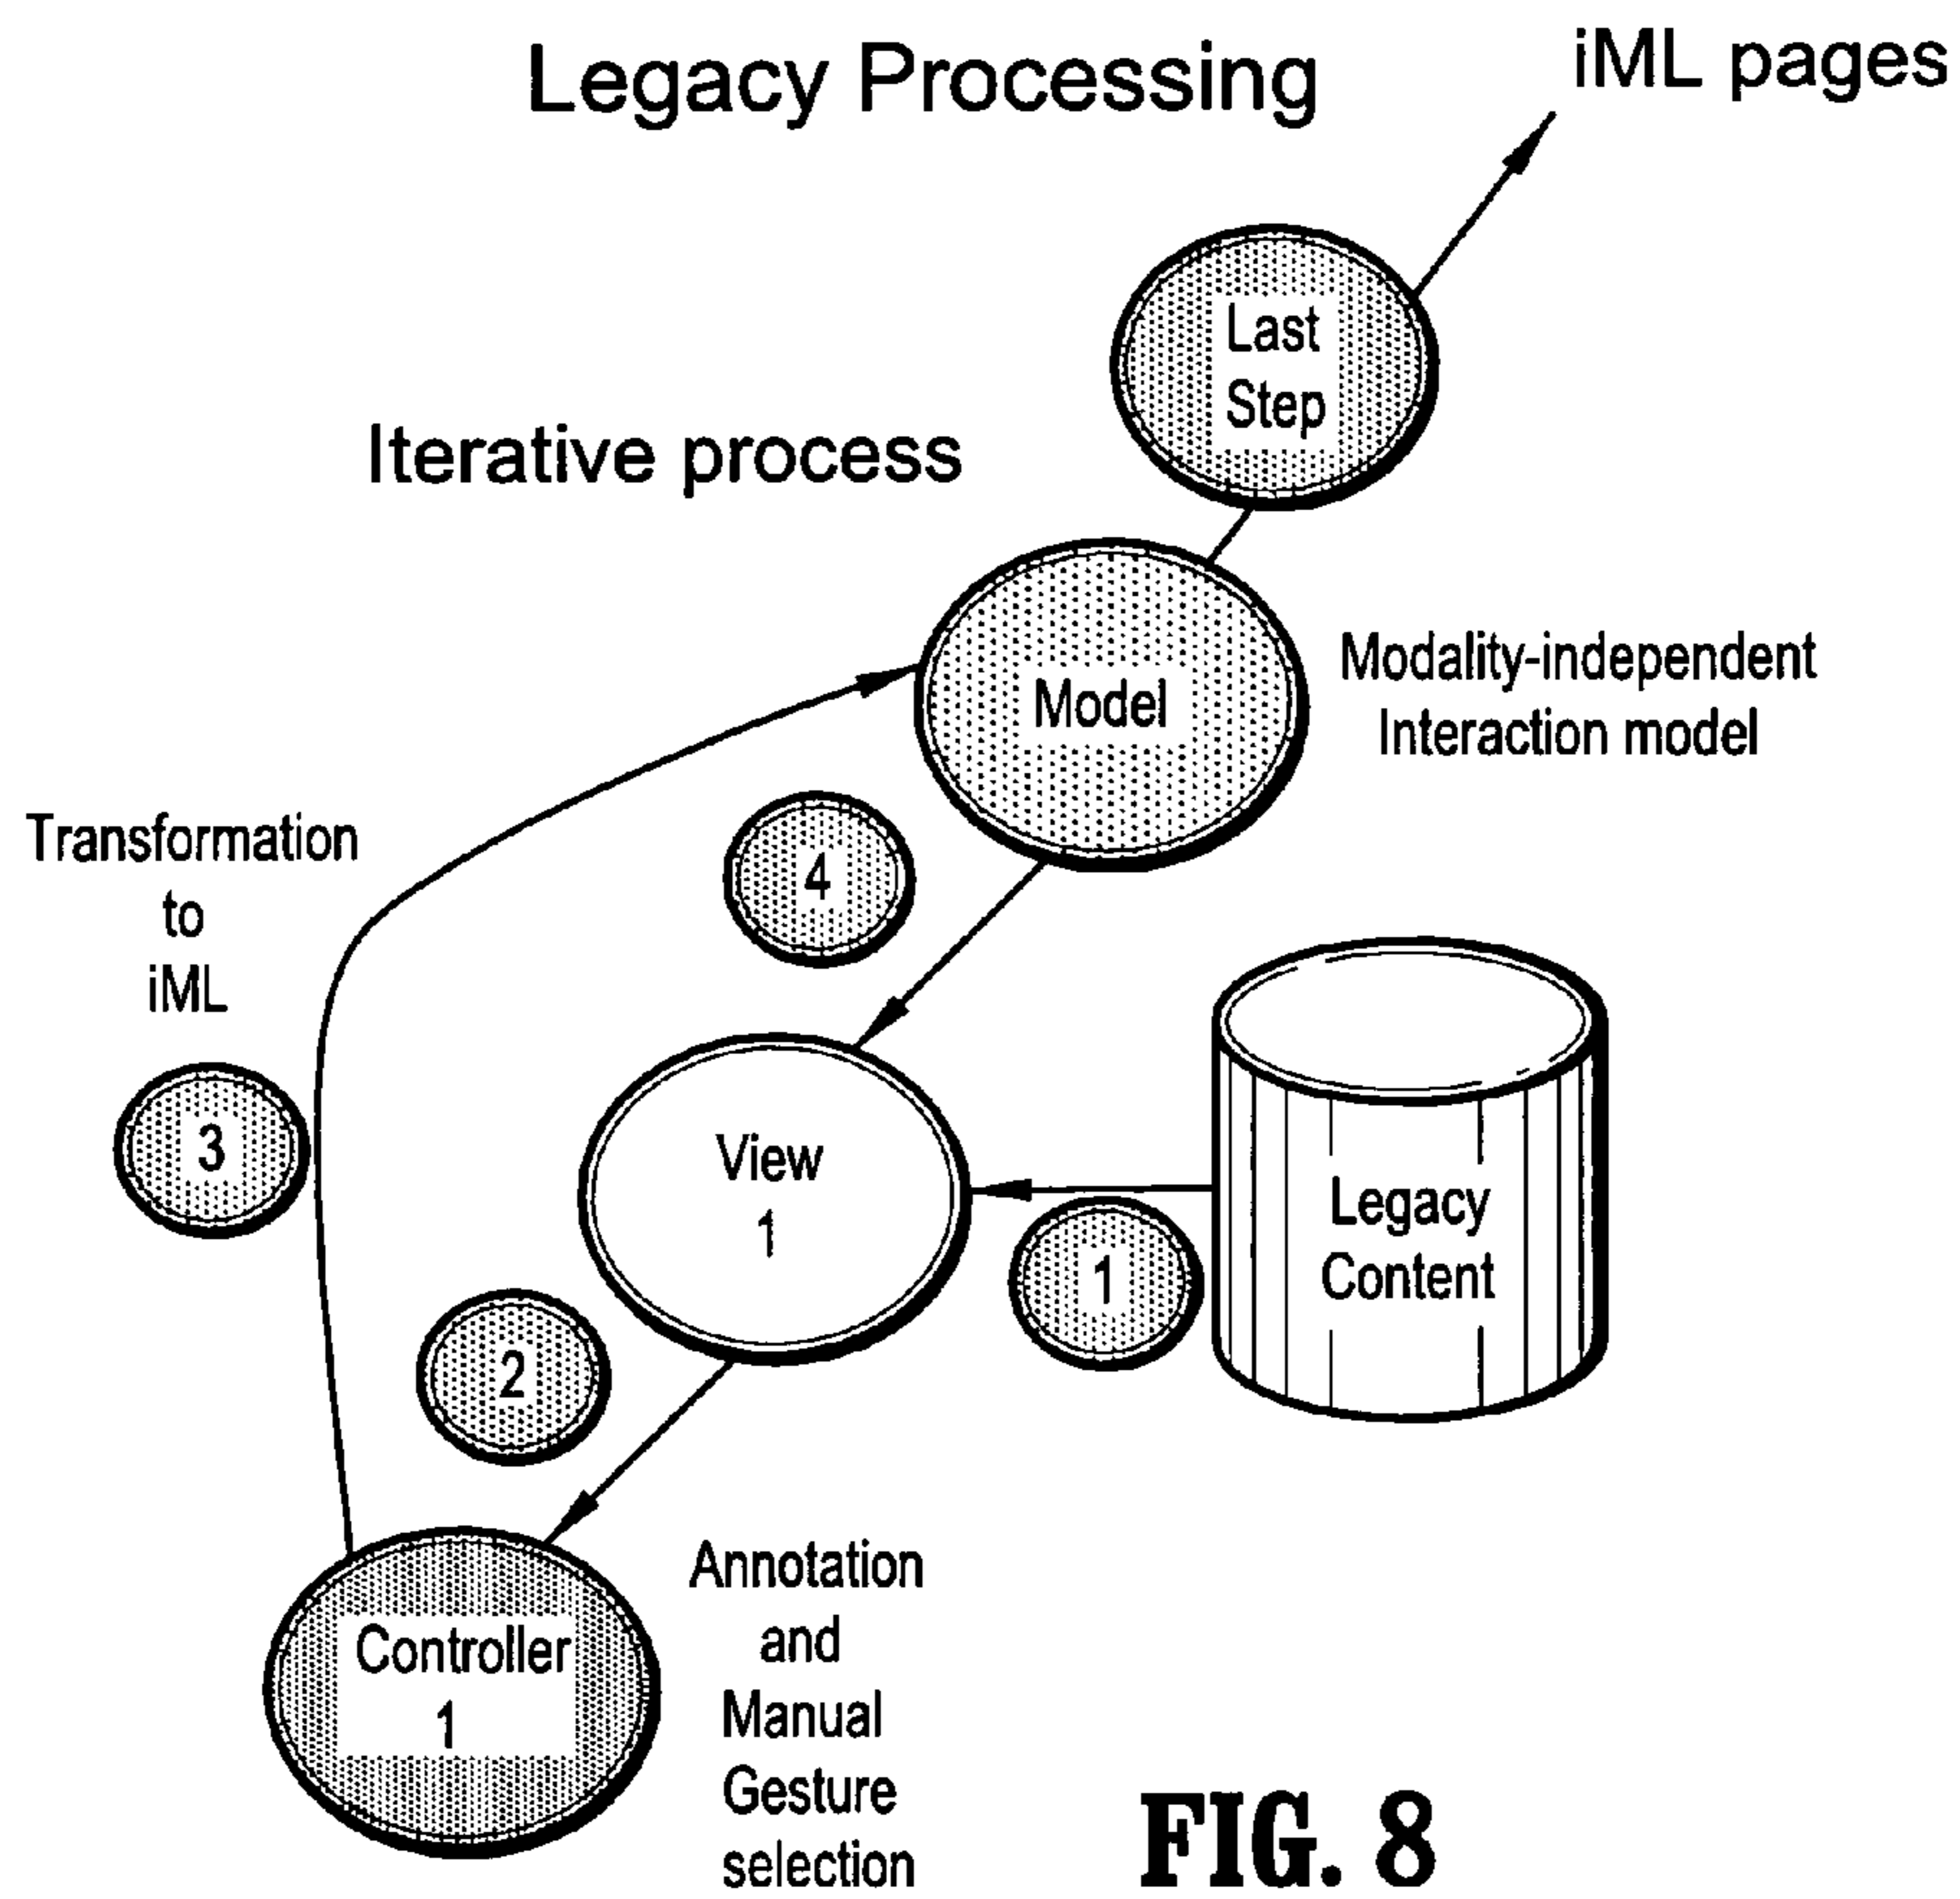 iML pages
Legacy Processing
Last
Step
Iterative process
Model
Modality-independent
Interaction model
Transformation
to
iML
4
3
View
1
1
Legacy
Content
2
Controller
1
Annotation
and
Manual
Gesture
selection
FIG. 8